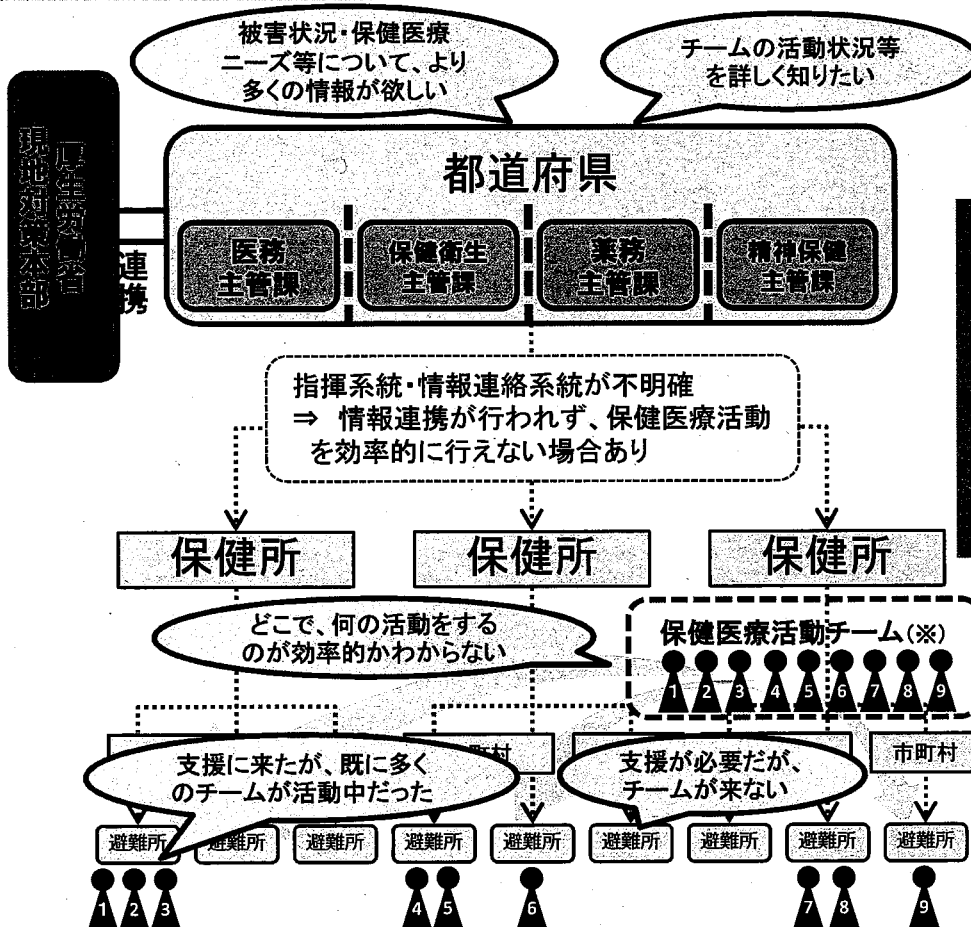 被害状況・保健医療
ニーズ等について、より
多くの情報が欲しい
チームの活動状況等
を詳しく知りたい
厚生労働省
現地対策本部
連携
都道府県
医務
主管課
保健衛生
主管課
薬務
主管課
精神保健
主管課
指揮系統・情報連絡系統が不明確
⇒ 情報連携が行われず、保健医療活動
を効率的に行えない場合あり
保健所
保健所
保健所
どこで、何の活動をする
のが効率的かわからない
保健医療活動チーム(※)
1 2 3 4 5 6 7 8 9
町村
市町村
支援に来たが、既に多く
のチームが活動中だった
支援が必要だが、
チームが来ない
避難所 避難所 避難所 避難所 避難所 避難所 避難所 避難所 避難所
1 2 3 4 5 6 7 8 9